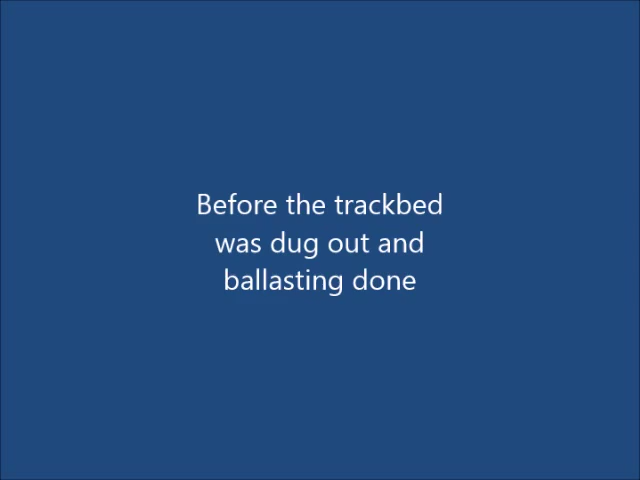 Before the trackbed
was dug out and
ballasting done